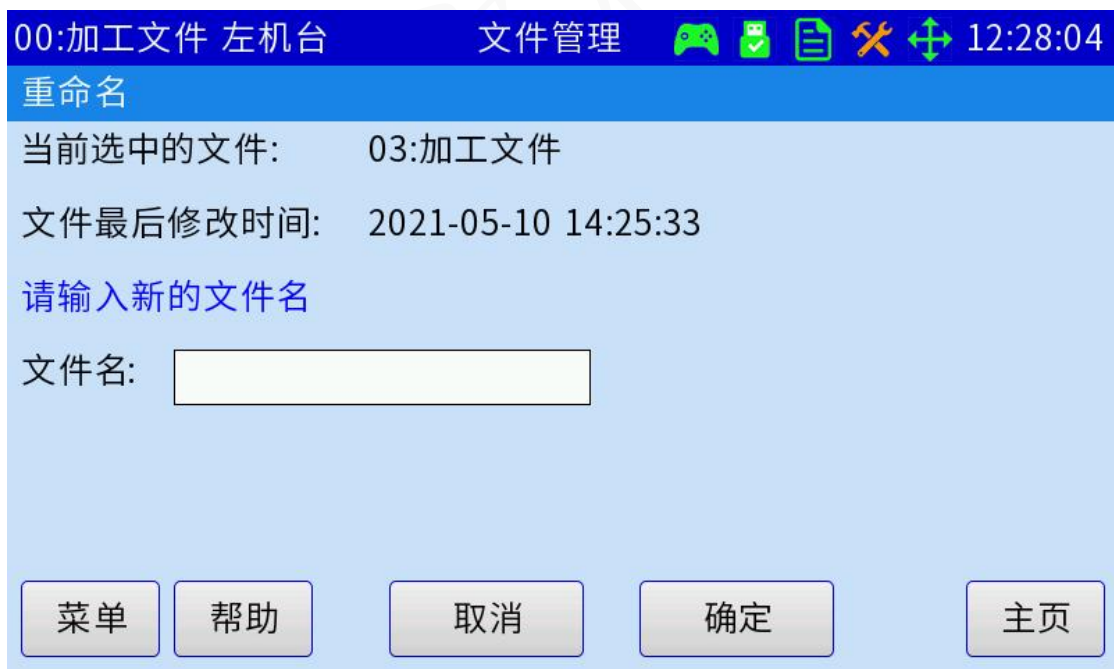 00:加工文件 左机台 文件管理 12:28:04
重命名
当前选中的文件: 03:加工文件
文件最后修改时间: 2021-05-10 14:25:33
请输入新的文件名
文件名:
菜单 帮助 取消 确定 主页